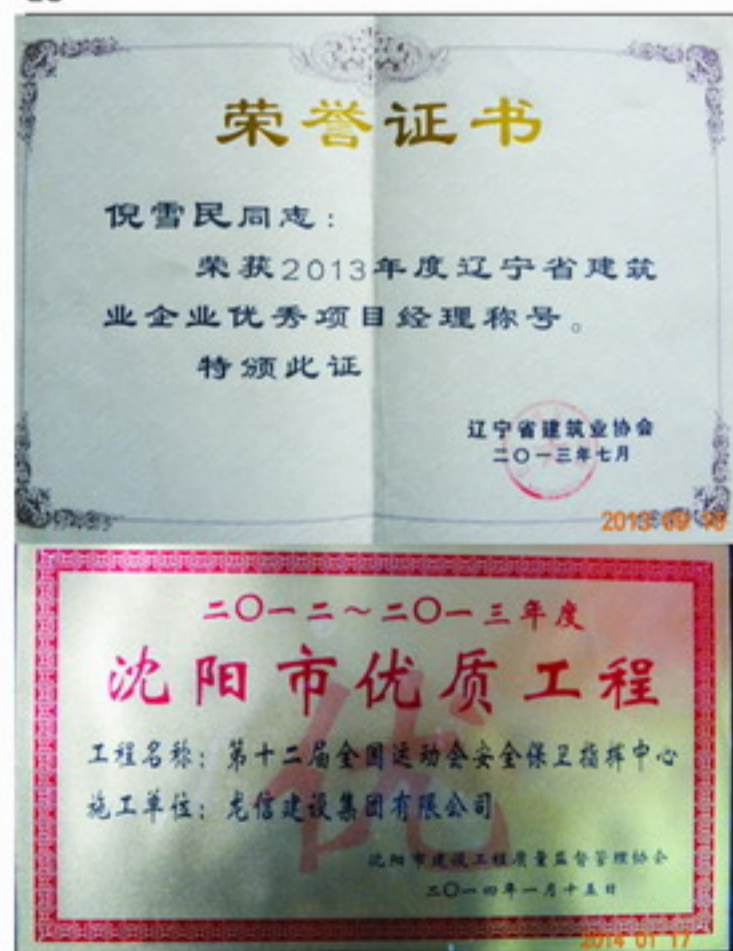 荣誉证书
倪雪民同志：
荣获2013年度辽宁省建筑
业企业优秀项目经理称号。
特颁此证
辽宁省建筑业协会
二〇一三年七月
2013 09 16
二〇一二～二〇一三年度
沈阳市优质工程
优
工程名称：第十二届全国运动会安全保卫指挥中心
施工单位：龙信建设集团有限公司
沈阳市建设工程质量监督管理协会
二〇一四年一月十五日
2014 01 17